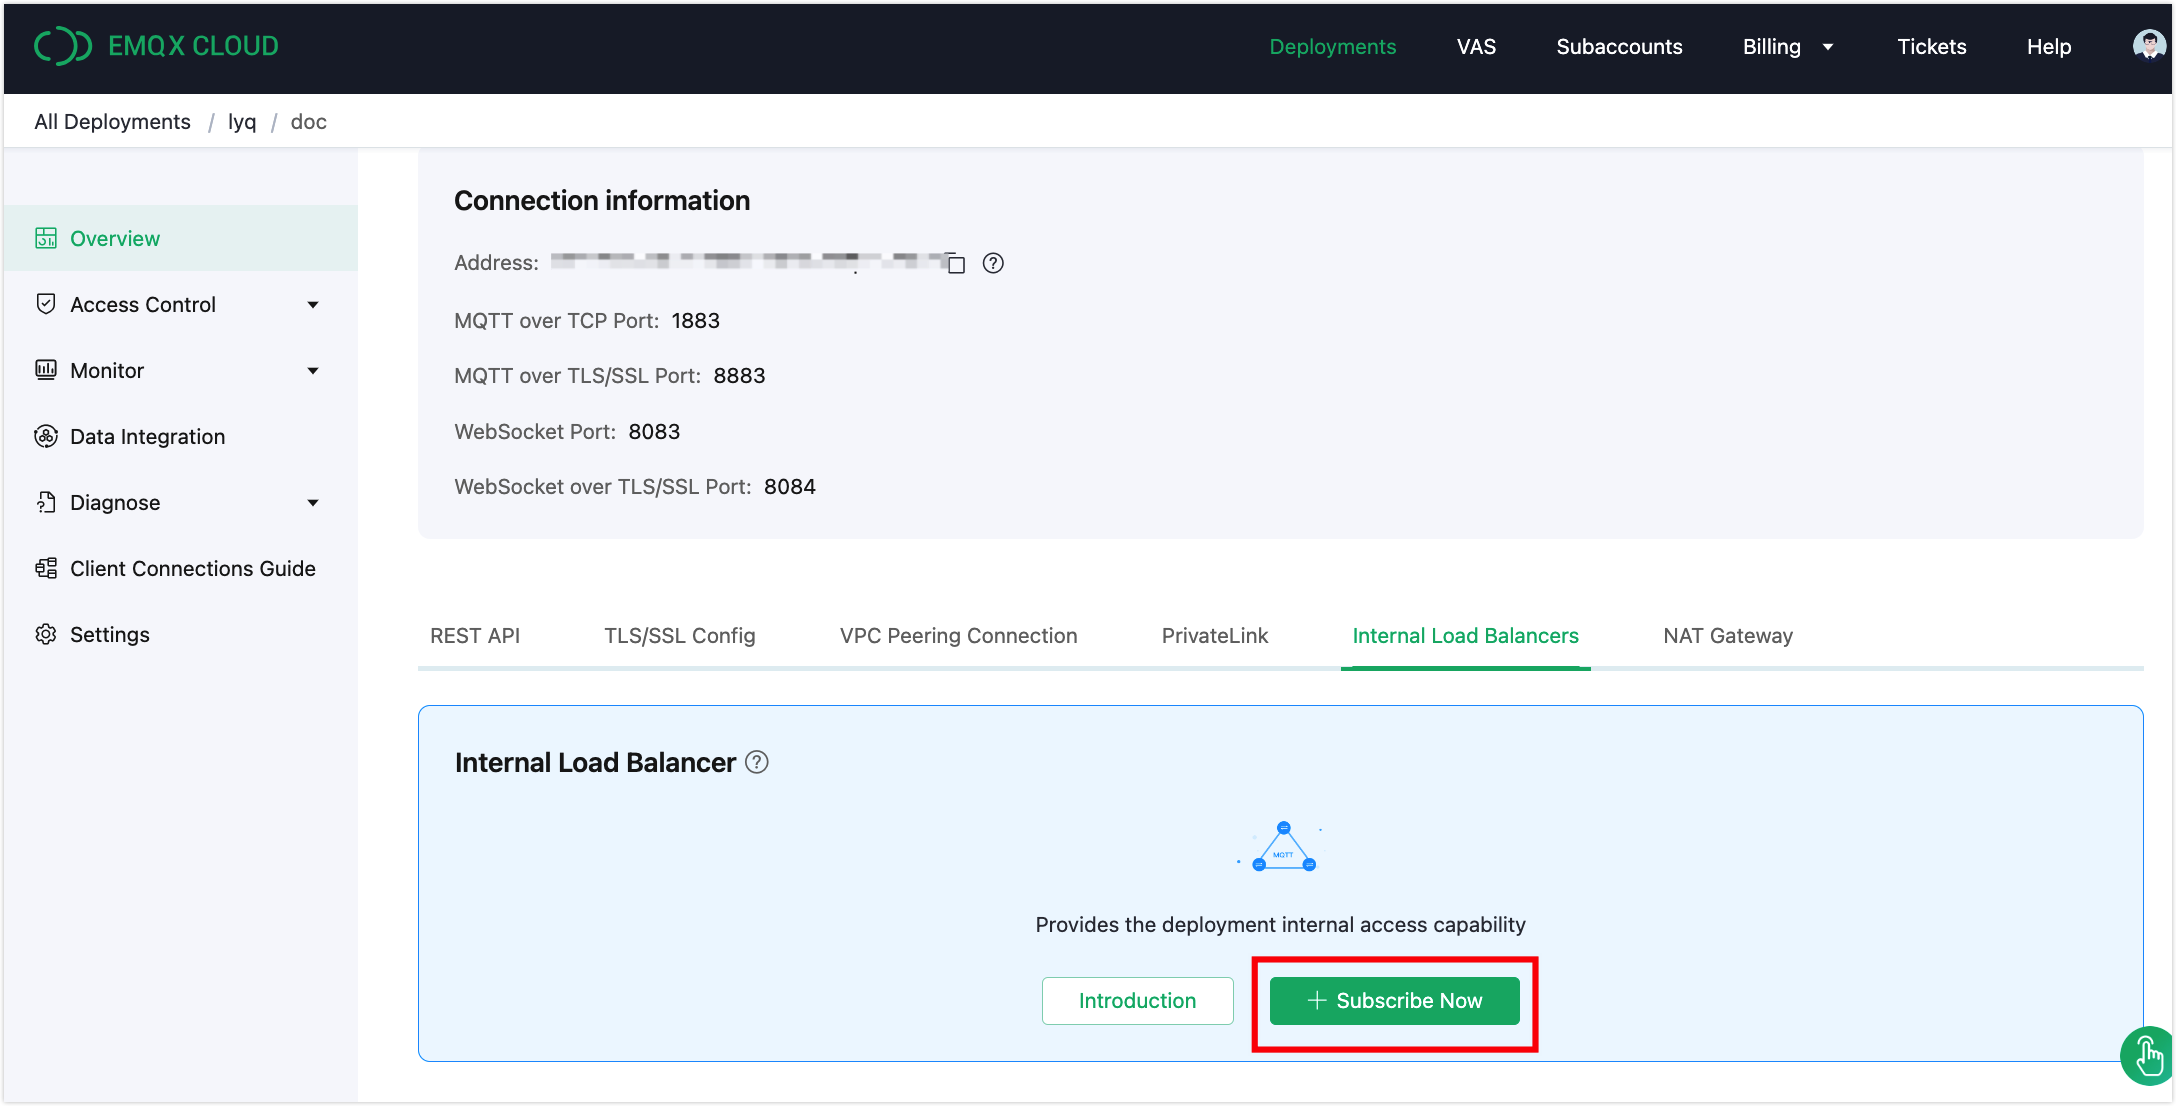 EMQX CLOUD
Deployments
VAS
Subaccounts
Billing
Tickets
Help
All Deployments / lyq / doc
Overview
Access Control
Monitor
Data Integration
Diagnose
Client Connections Guide
Settings
Connection information
Address:
MQTT over TCP Port: 1883
MQTT over TLS/SSL Port: 8883
WebSocket Port: 8083
WebSocket over TLS/SSL Port: 8084
REST API
TLS/SSL Config
VPC Peering Connection
PrivateLink
Internal Load Balancers
NAT Gateway
Internal Load Balancer
MQTT
Provides the deployment internal access capability
Introduction
+ Subscribe Now